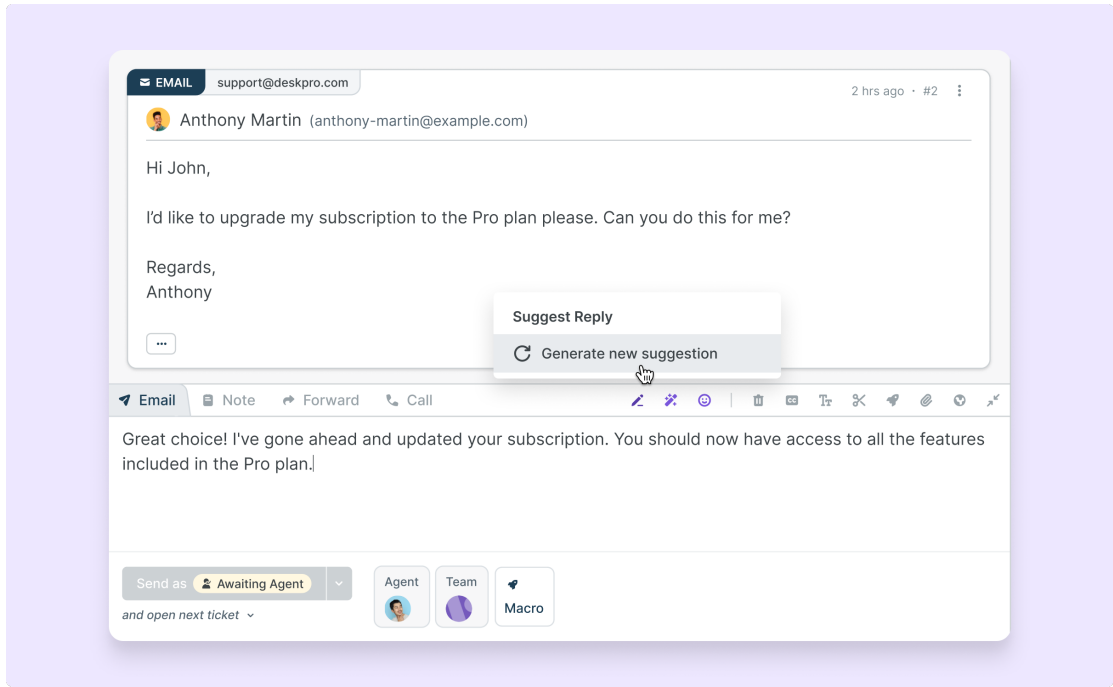 EMAIL support@deskpro.com
2 hrs ago · #2
Anthony Martin (anthony-martin@example.com)
Hi John,
I’d like to upgrade my subscription to the Pro plan please. Can you do this for me?
Regards,
Anthony
Suggest Reply
Generate new suggestion
Email Note Forward Call
CC Tт
Great choice! I've gone ahead and updated your subscription. You should now have access to all the features
included in the Pro plan.
Send as Awaiting Agent
and open next ticket
Agent Team
Macro